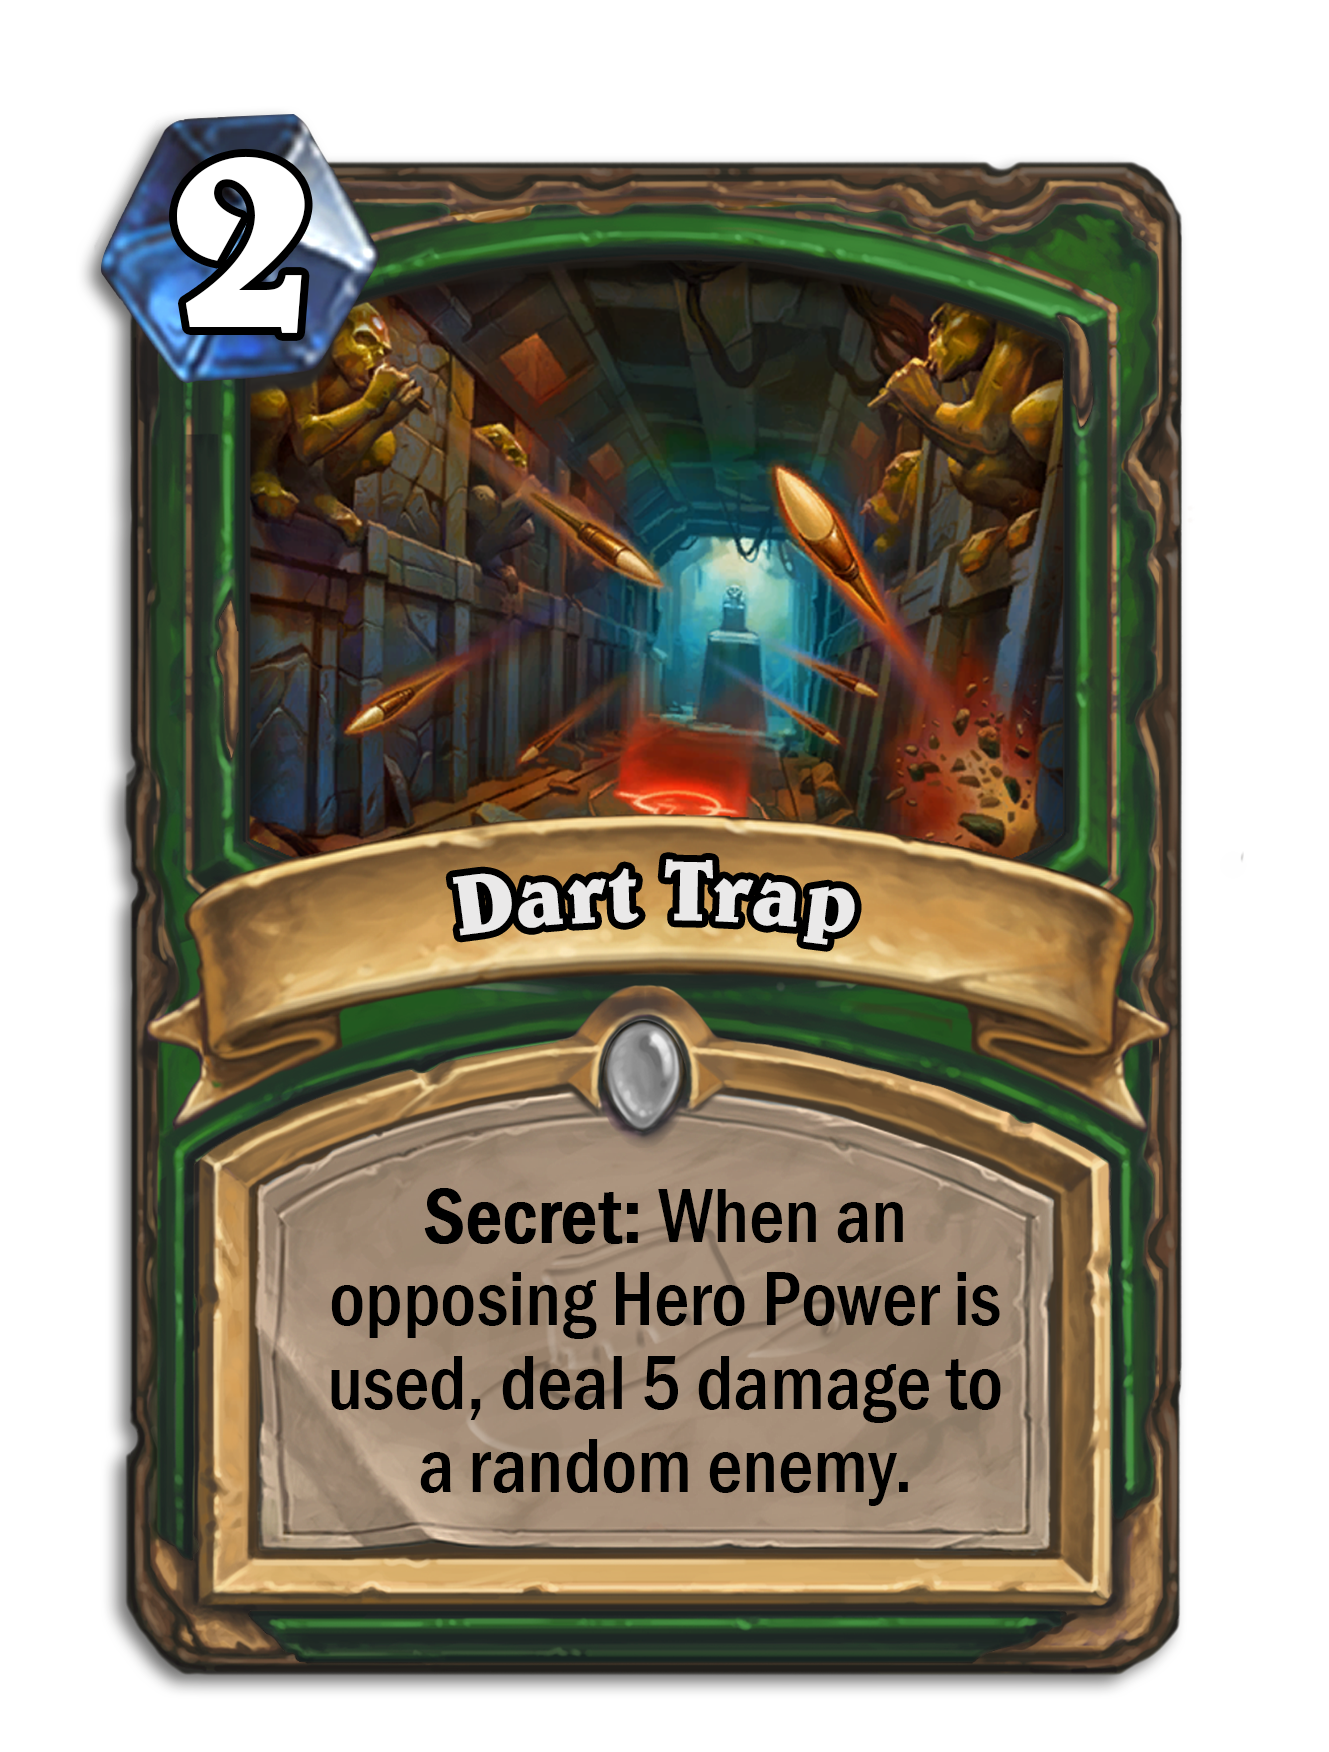 2
Dart Trap
Secret: When an
opposing Hero Power is
used, deal 5 damage to
a random enemy.